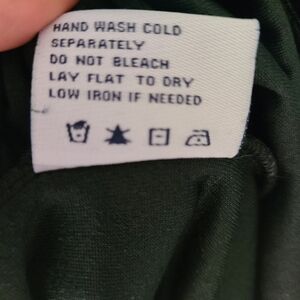 HAND WASH COLD
SEPARATELY
DO NOT BLEACH
LAY FLAT TO DRY
LOW IRON IF NEEDED